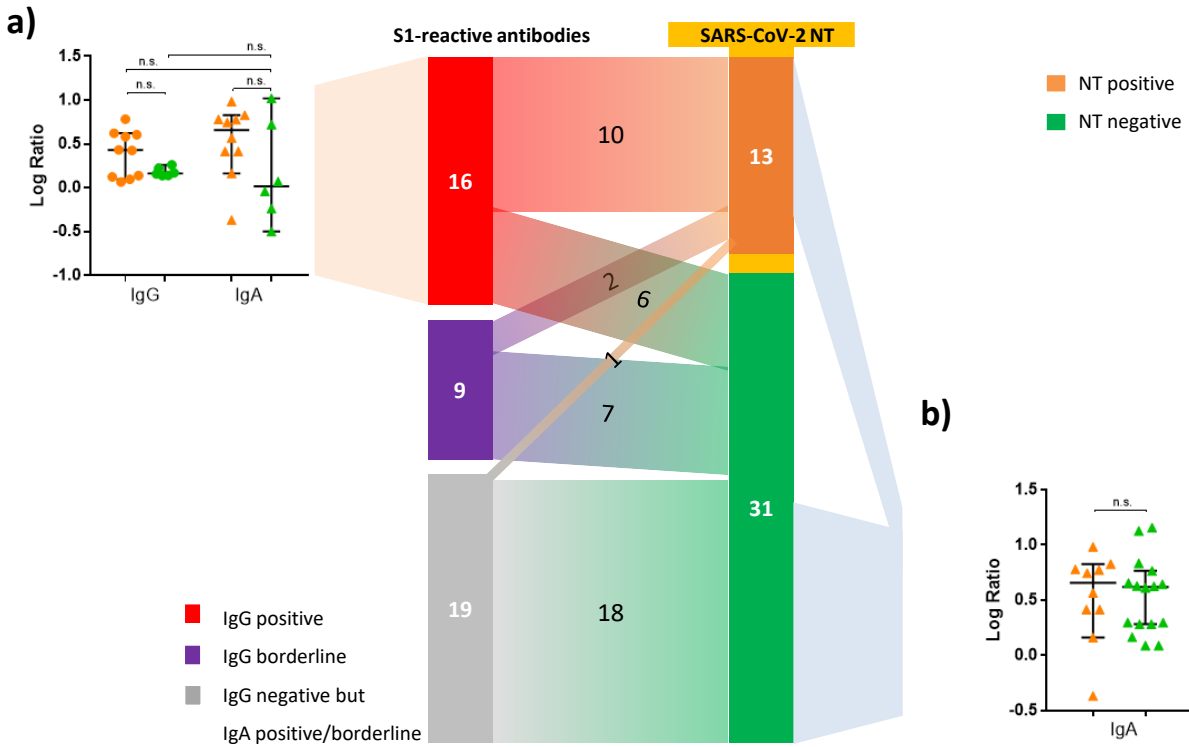 a)
S1-reactive antibodies
SARS-CoV-2 NT
NT positive
NT negative
1.5
1.0
0.5
0.0
-0.5
-1.0
Log Ratio
n.s.
n.s.
n.s.
n.s.
IgG
IgA
16
10
13
2
6
1
9
7
31
19
18
IgG positive
IgG borderline
IgG negative but
IgA positive/borderline
b)
1.5
1.0
0.5
0.0
-0.5
Log Ratio
n.s.
IgA